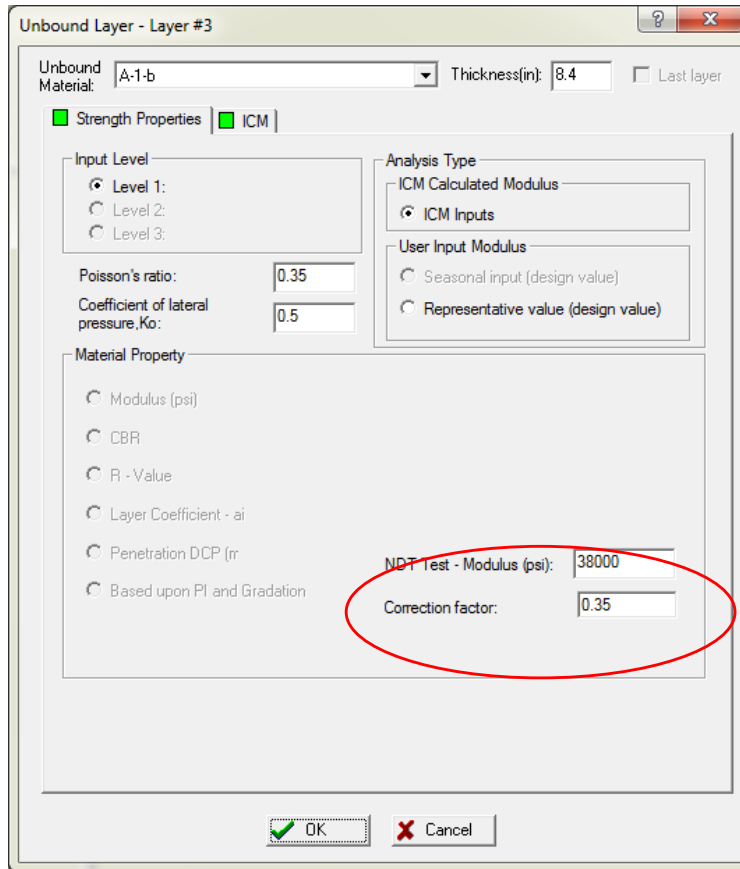 Unbound Layer - Layer #3
Unbound Material: A-1-b Thickness(in): 8.4 Last layer
Strength Properties ICM
Input Level
Level 1:
Level 2:
Level 3:
Poisson's ratio: 0.35
Coefficient of lateral pressure,Ko: 0.5
Analysis Type
ICM Calculated Modulus
ICM Inputs
User Input Modulus
Seasonal input (design value)
Representative value (design value)
Material Property
Modulus (psi)
CBR
R - Value
Layer Coefficient - ai
Penetration DCP (rr
Based upon PI and Gradation
NDT Test - Modulus (psi): 38000
Correction factor: 0.35
OK Cancel